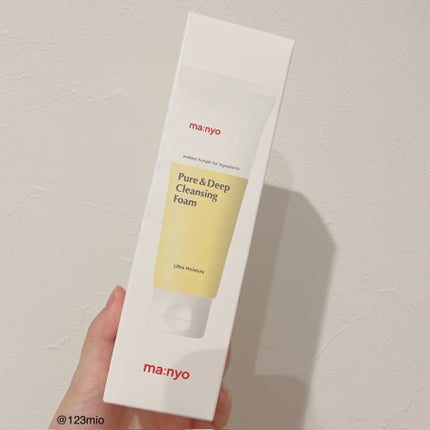 ma:nyo
Pure & Deep
Cleansing
Foam
Ultra Moisture
ma:nyo
@123mio